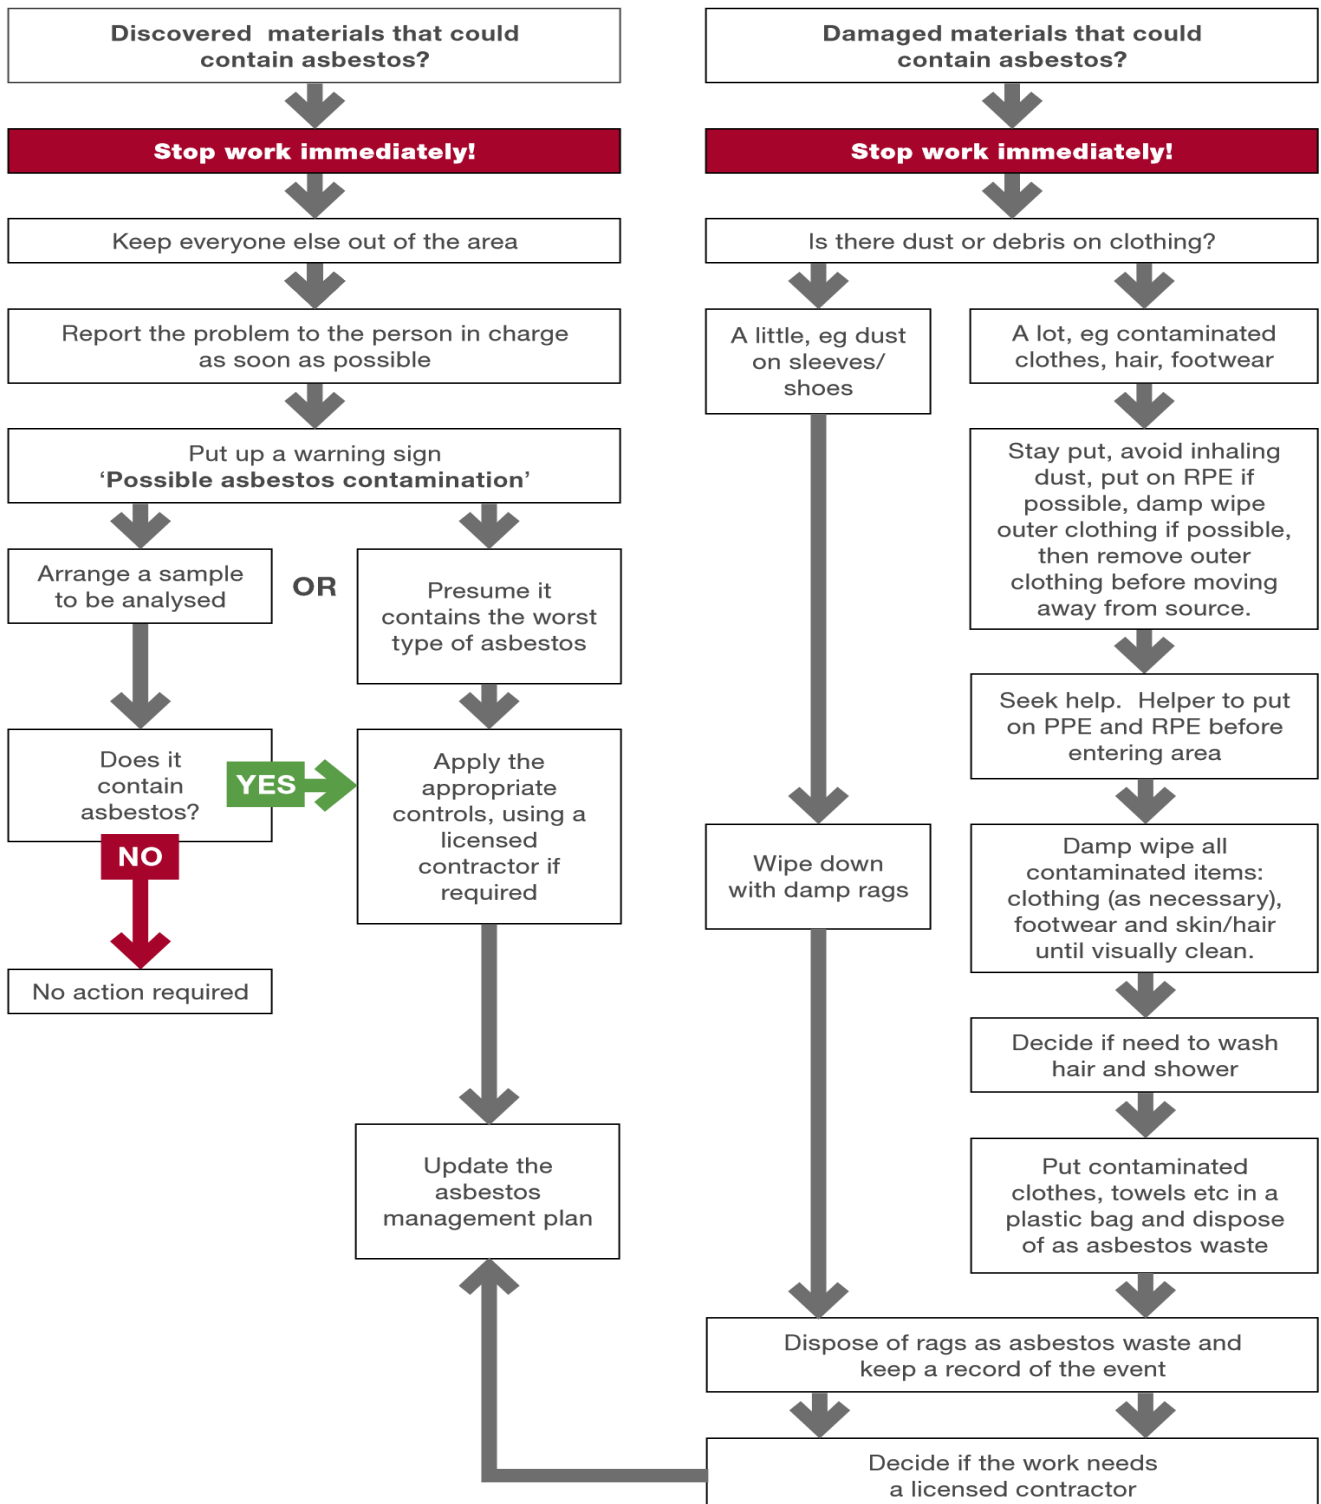 Discovered  materials that could
contain asbestos?
Stop work immediately!
Keep everyone else out of the area
Report the problem to the person in charge
as soon as possible
Put up a warning sign
‘Possible asbestos contamination’
Arrange a sample
to be analysed
OR
Presume it
contains the worst
type of asbestos
Does it
contain
asbestos?
YES
NO
No action required
Apply the
appropriate
controls, using a
licensed
contractor if
required
Update the
asbestos
management plan
Damaged materials that could
contain asbestos?
Stop work immediately!
Is there dust or debris on clothing?
A little, eg dust
on sleeves/
shoes
Wipe down
with damp rags
A lot, eg contaminated
clothes, hair, footwear
Stay put, avoid inhaling
dust, put on RPE if
possible, damp wipe
outer clothing if possible,
then remove outer
clothing before moving
away from source.
Seek help.  Helper to put
on PPE and RPE before
entering area
Damp wipe all
contaminated items:
clothing (as necessary),
footwear and skin/hair
until visually clean.
Decide if need to wash
hair and shower
Put contaminated
clothes, towels etc in a
plastic bag and dispose
of as asbestos waste
Dispose of rags as asbestos waste and
keep a record of the event
Decide if the work needs
a licensed contractor